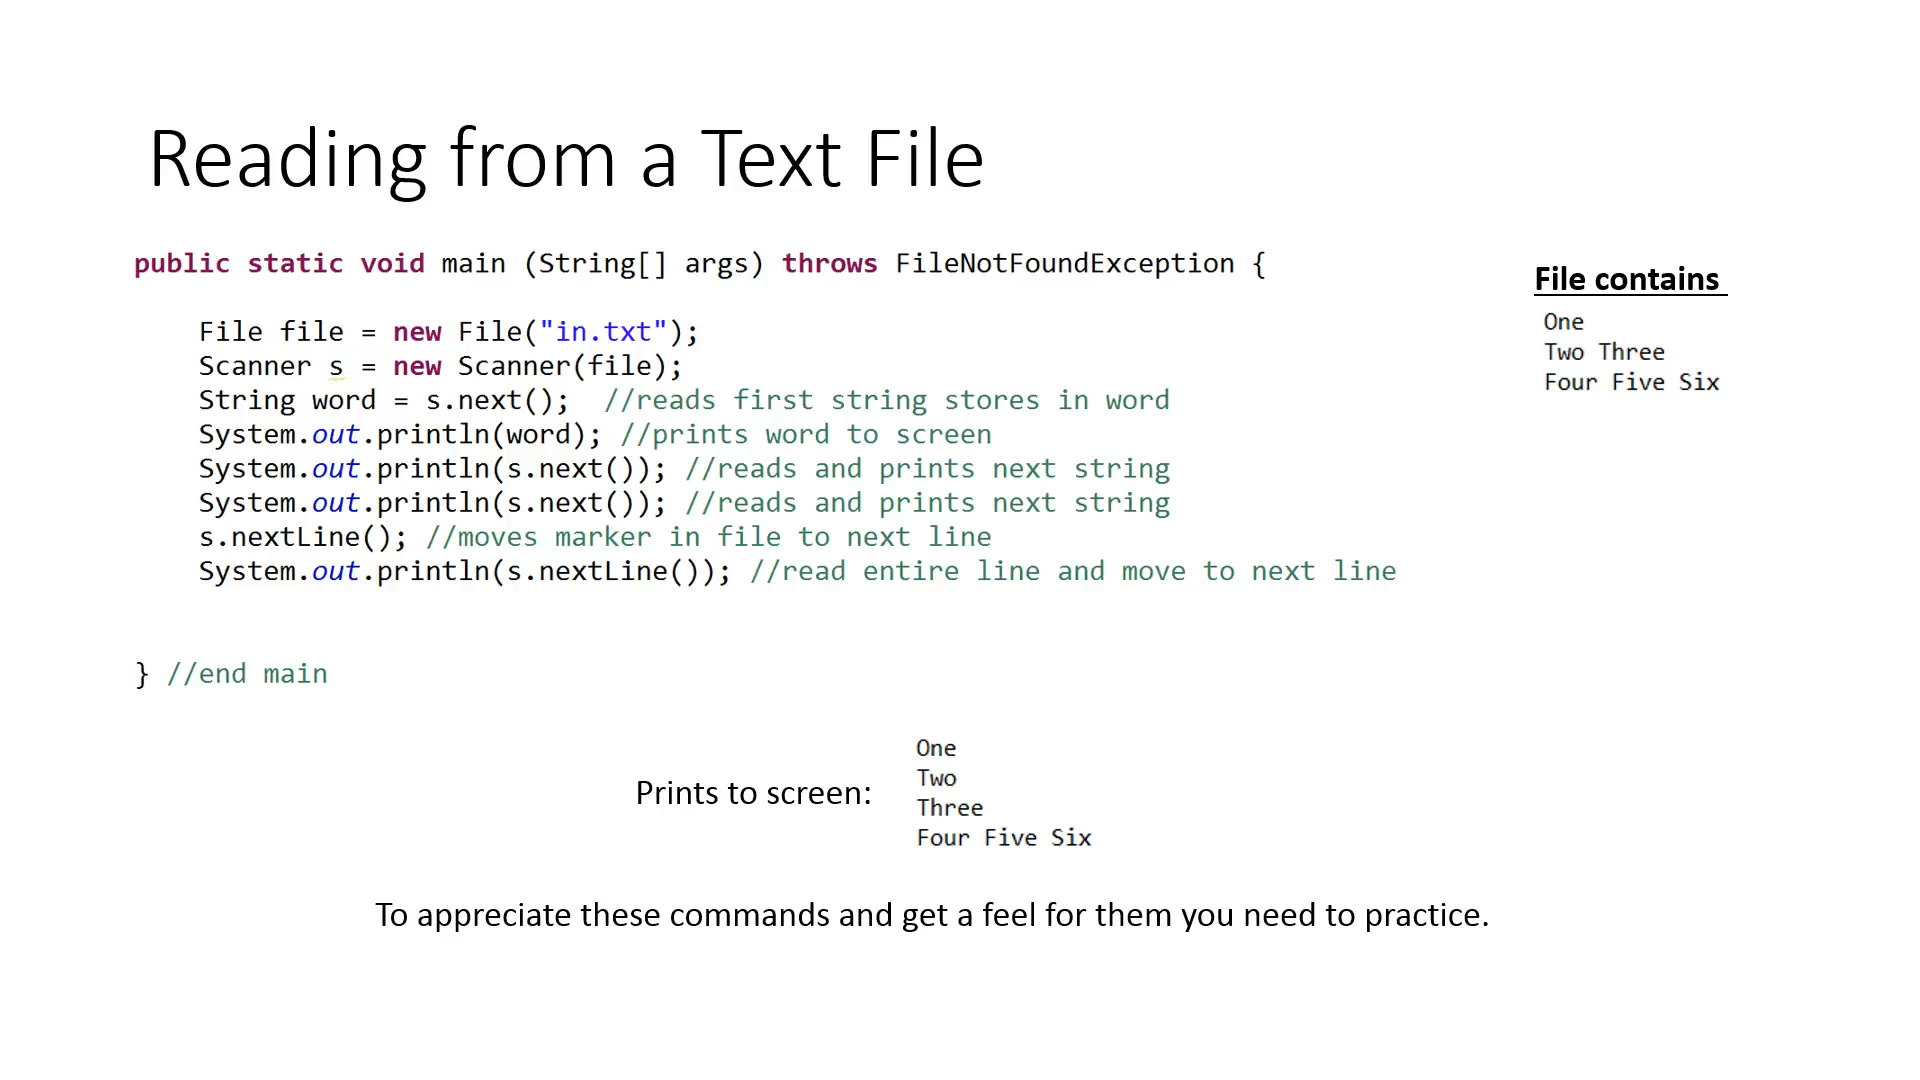 Reading from a Text File
public static void main (String[] args) throws FileNotFoundException {
File file = new File("in.txt");
Scanner s = new Scanner(file);
String word = s.next();  //reads first string stores in word
System.out.println(word); //prints word to screen
System.out.println(s.next()); //reads and prints next string
System.out.println(s.next()); //reads and prints next string
s.nextLine(); //moves marker in file to next line
System.out.println(s.nextLine()); //read entire line and move to next line
} //end main
File contains
One
Two Three
Four Five Six
Prints to screen:
One
Two
Three
Four Five Six
To appreciate these commands and get a feel for them you need to practice.